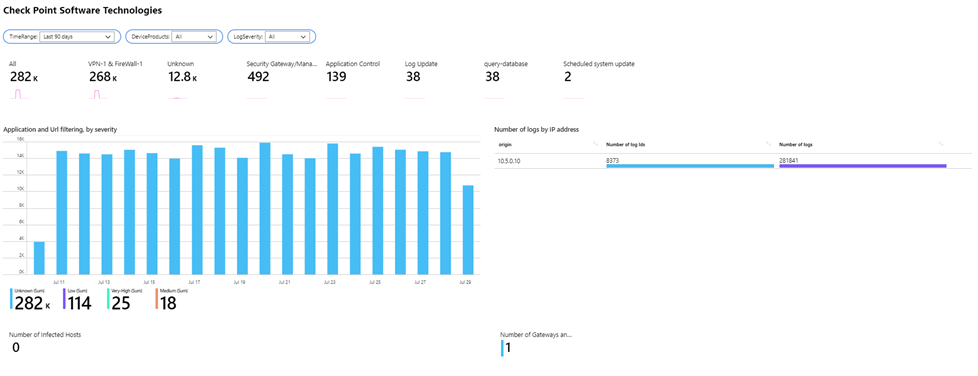 Check Point Software Technologies
TimeRange: Last 90 days DeviceProducts: All LogSeverity: All
All VPN-1 & FireWall-1 Unknown Security Gateway/Mana... Application Control Log Update query-database Scheduled system update
282 K 268 K 12.8 K 492 139 38 38 2
Application and Url filtering, by severity Number of logs by IP address
16K
14K
12K
10K
8K
6K
4K
2K
0K
Jul 11 Jul 13 Jul 15 Jul 17 Jul 19 Jul 21 Jul 23 Jul 25 Jul 27 Jul 29
origin Number of log Ids Number of logs
10.5.0.10 8373 281841
Unknown (Sum) Low (Sum) Very-High (Sum) Medium (Sum)
282 K 114 25 18
Number of Infected Hosts Number of Gateways an...
0 1